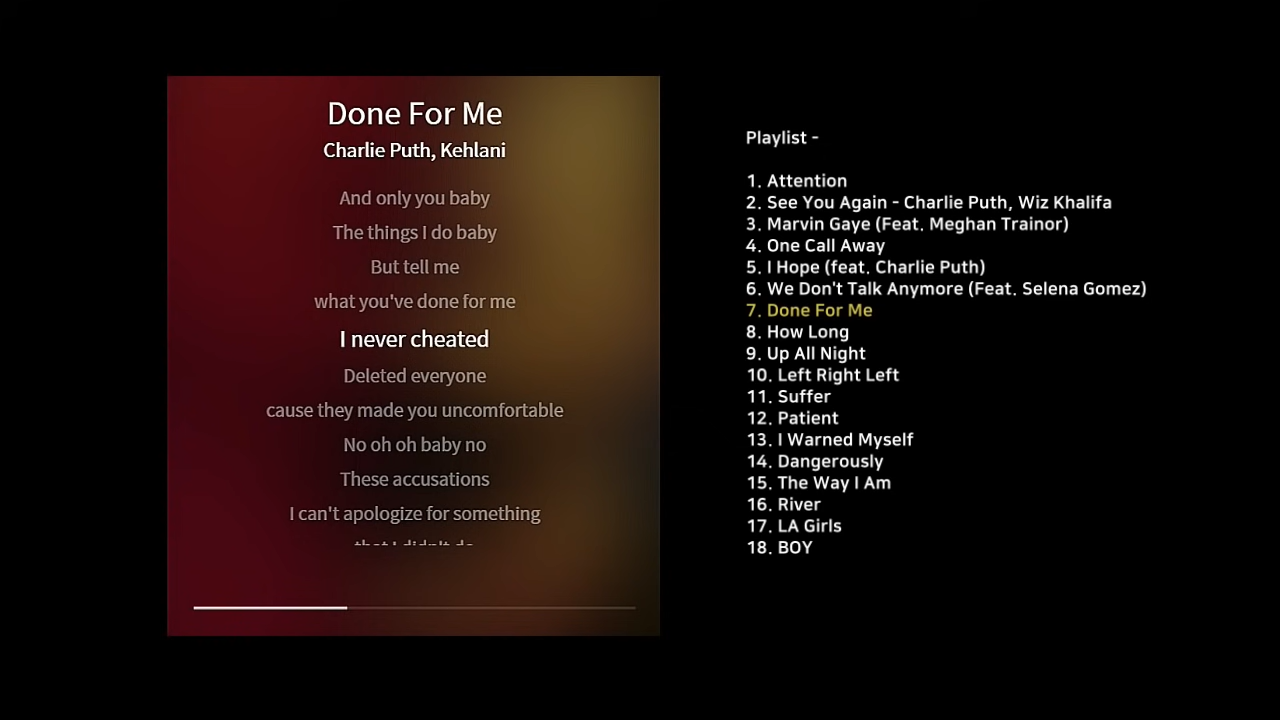 Done For Me
Charlie Puth, Kehlani
And only you baby
The things I do baby
But tell me
what you've done for me
I never cheated
Deleted everyone
cause they made you uncomfortable
No oh oh baby no
These accusations
I can't apologize for something
that I didn't do
Playlist -
1. Attention
2. See You Again - Charlie Puth, Wiz Khalifa
3. Marvin Gaye (Feat. Meghan Trainor)
4. One Call Away
5. I Hope (feat. Charlie Puth)
6. We Don't Talk Anymore (Feat. Selena Gomez)
7. Done For Me
8. How Long
9. Up All Night
10. Left Right Left
11. Suffer
12. Patient
13. I Warned Myself
14. Dangerously
15. The Way I Am
16. River
17. LA Girls
18. BOY